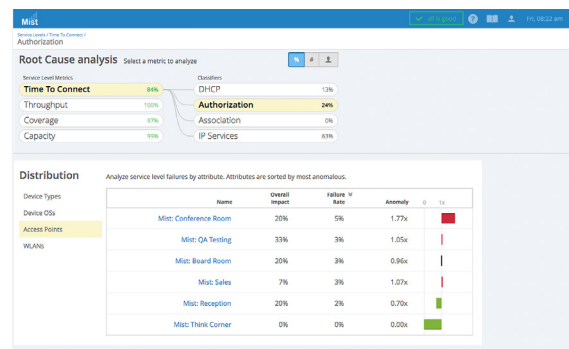 Mist
all is good
?
Fri, 08:22 am
Service Levels / Time To Connect /
Authorization
Root Cause analysis Select a metric to analyze
% #
Service Level Metrics
Classifiers
Time To Connect 84%
DHCP 13%
Throughput 100%
Authorization 24%
Coverage 97%
Association 0%
Capacity 99%
IP Services 63%
Distribution
Analyze service level failures by attribute. Attributes are sorted by most anomalous.
Device Types
Device OSs
Access Points
WLANs
Name Overall Impact Failure Rate Anomaly 0 1x
Mist: Conference Room 20% 5% 1.77x
Mist: QA Testing 33% 3% 1.05x
Mist: Board Room 20% 3% 0.96x
Mist: Sales 7% 3% 1.07x
Mist: Reception 20% 2% 0.70x
Mist: Think Corner 0% 0% 0.00x